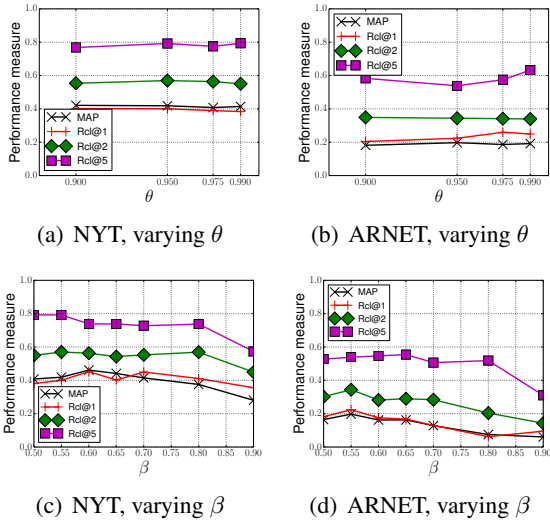 1.0
0.8
0.6
0.4
0.2
0.0
Performance measure
MAP
Rcl@1
Rcl@2
Rcl@5
0.900 0.950 0.975 0.990
θ
(a) NYT, varying θ
1.0
0.8
0.6
0.4
0.2
0.0
Performance measure
MAP
Rcl@1
Rcl@2
Rcl@5
0.900 0.950 0.975 0.990
θ
(b) ARNET, varying θ
1.0
0.8
0.6
0.4
0.2
0.0
Performance measure
MAP
Rcl@1
Rcl@2
Rcl@5
0.50 0.55 0.60 0.65 0.70 0.80 0.90
β
(c) NYT, varying β
1.0
0.8
0.6
0.4
0.2
0.0
Performance measure
MAP
Rcl@1
Rcl@2
Rcl@5
0.50 0.55 0.60 0.65 0.70 0.80 0.90
β
(d) ARNET, varying β